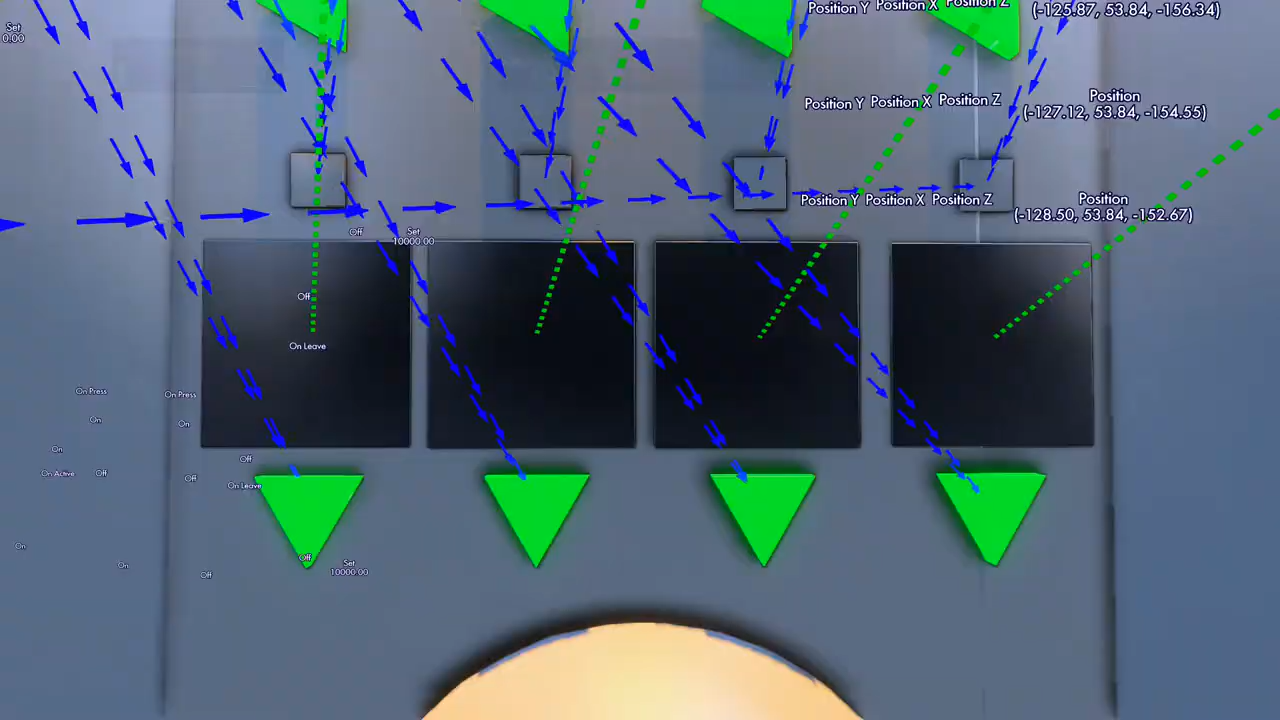 Set
0.00
Position Y Position X Position Z
(-125.87, 53.84, -156.34)
Position Y Position X Position Z
Position
(-127.12, 53.84, -154.55)
Position Y Position X Position Z
Position
(-128.50, 53.84, -152.67)
Off
Set
10000.00
Off
On Leave
On Press
On Press
On
On
On
On Active
Off
Off
Off
On Leave
On
On
Off
Off
Set
10000.00